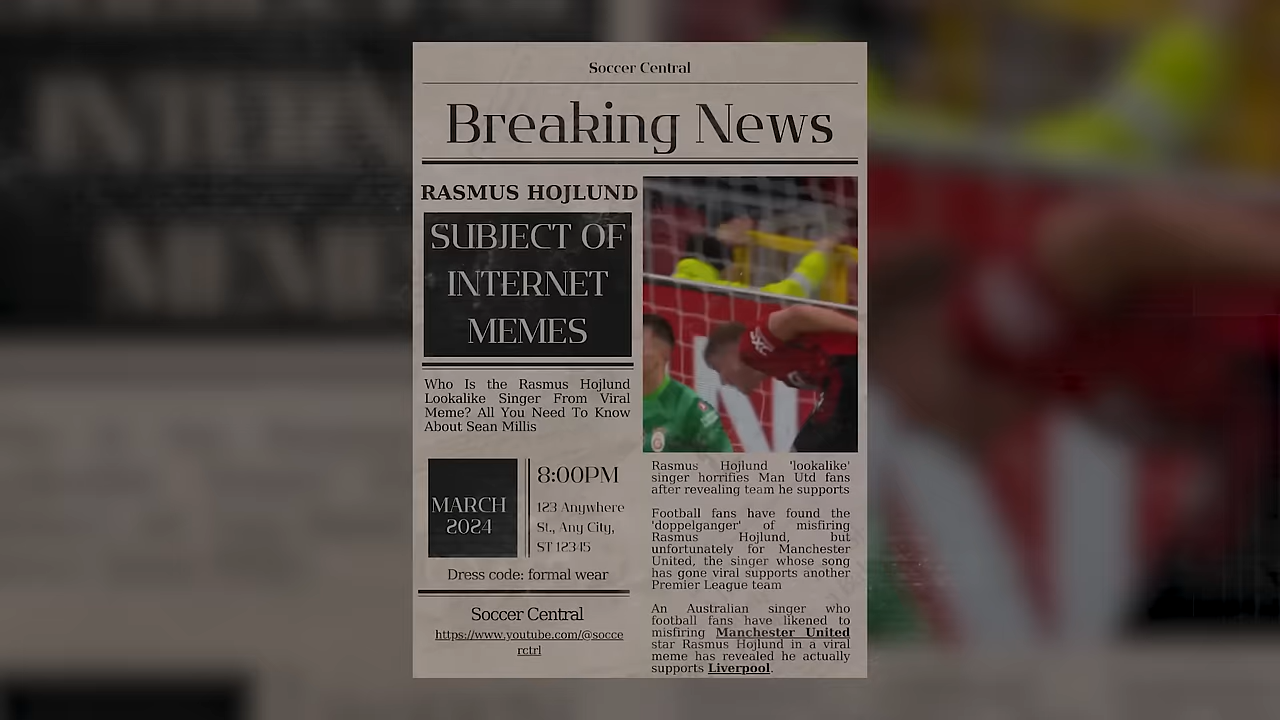 Soccer Central
Breaking News
RASMUS HOJLUND
SUBJECT OF
INTERNET
MEMES
Who Is the Rasmus Hojlund
Lookalike Singer From Viral
Meme? All You Need To Know
About Sean Millis
MARCH
2024
8:00PM
123 Anywhere
St., Any City,
ST 12345
Dress code: formal wear
Soccer Central
https://www.youtube.com/@socce
rctrl
Rasmus Hojlund 'lookalike'
singer horrifies Man Utd fans
after revealing team he supports
Football fans have found the
'doppelganger' of misfiring
Rasmus Hojlund, but
unfortunately for Manchester
United, the singer whose song
has gone viral supports another
Premier League team
An Australian singer who
football fans have likened to
misfiring Manchester United
star Rasmus Hojlund in a viral
meme has revealed he actually
supports Liverpool.